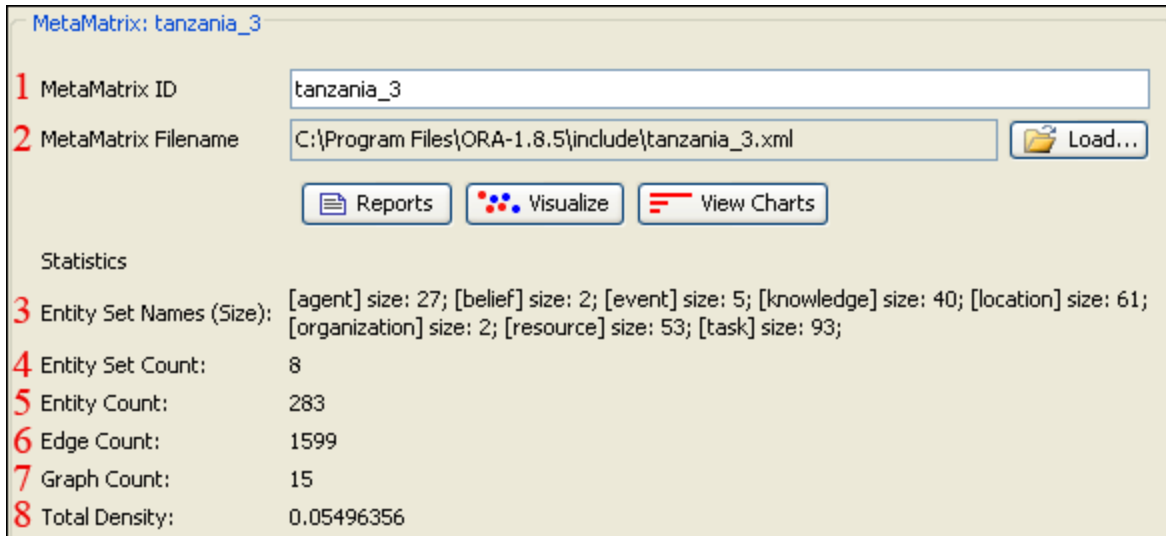 MetaMatrix: tanzania_3
1 MetaMatrix ID tanzania_3
2 MetaMatrix Filename C:\Program Files\ORA-1.8.5\include\tanzania_3.xml Load...
Reports Visualize View Charts
Statistics
3 Entity Set Names (Size): [agent] size: 27; [belief] size: 2; [event] size: 5; [knowledge] size: 40; [location] size: 61;
[organization] size: 2; [resource] size: 53; [task] size: 93;
4 Entity Set Count: 8
5 Entity Count: 283
6 Edge Count: 1599
7 Graph Count: 15
8 Total Density: 0.05496356